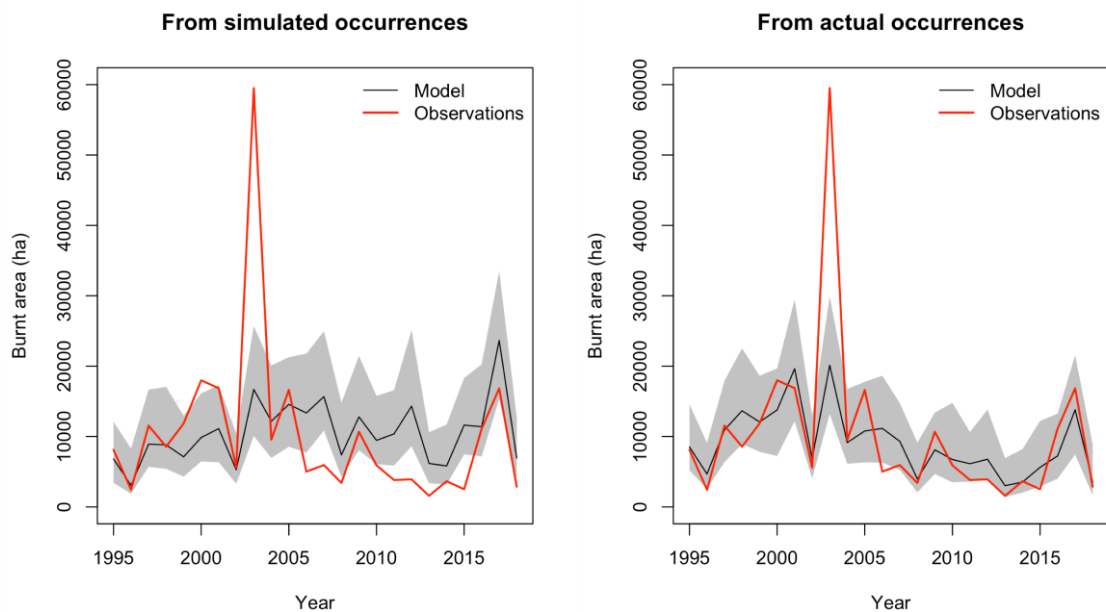 From simulated occurrences
Burnt area (ha)
60000
50000
40000
30000
20000
10000
0
Model
Observations
1995
2000
2005
2010
2015
Year
From actual occurrences
Burnt area (ha)
60000
50000
40000
30000
20000
10000
0
Model
Observations
1995
2000
2005
2010
2015
Year